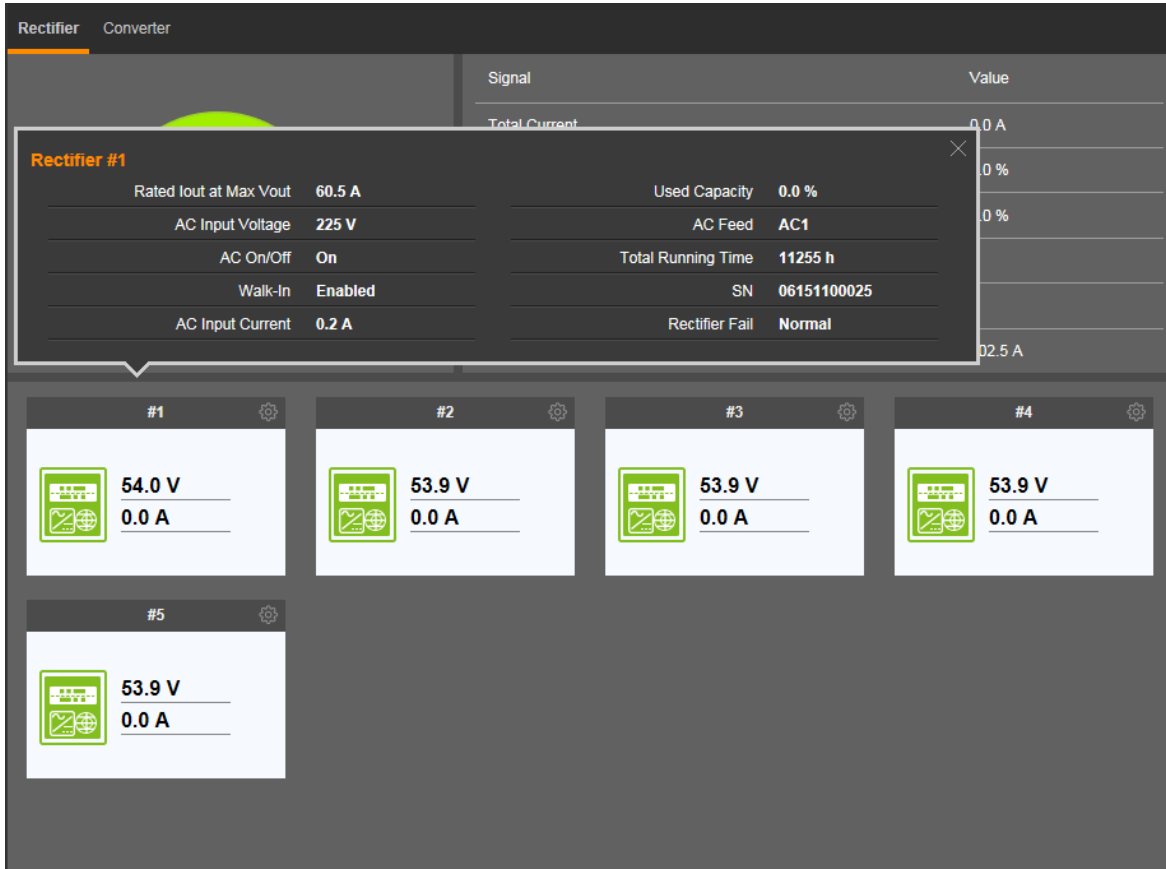 Rectifier Converter
Signal Value
Total Current 0.0 A
Rectifier #1
Rated Iout at Max Vout 60.5 A Used Capacity 0.0 %
.0 %
AC Input Voltage 225 V AC Feed AC1
.0 %
AC On/Off On Total Running Time 11255 h
Walk-In Enabled SN 06151100025
AC Input Current 0.2 A Rectifier Fail Normal
02.5 A
#1 #2 #3 #4
54.0 V 53.9 V 53.9 V 53.9 V
0.0 A 0.0 A 0.0 A 0.0 A
#5
53.9 V
0.0 A